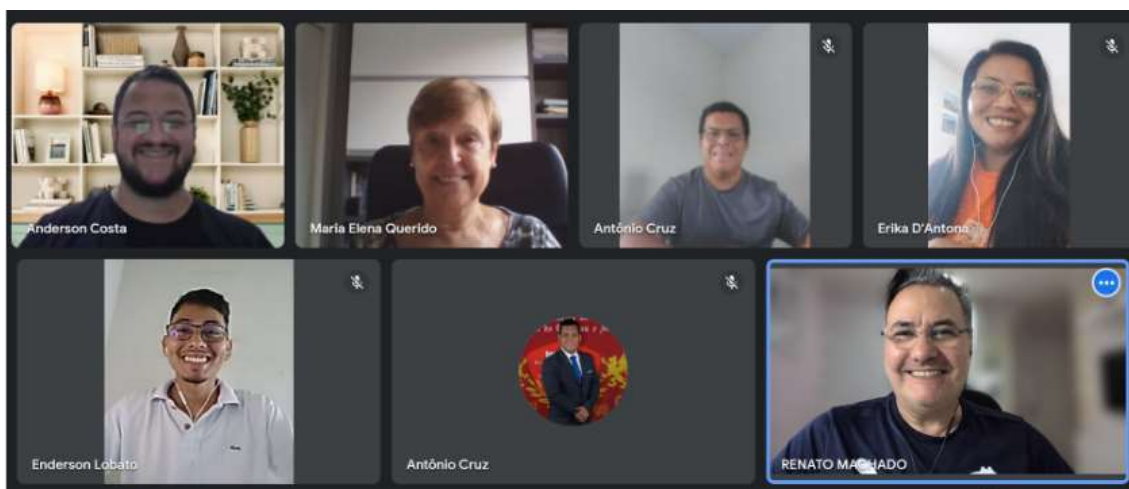 Anderson Costa
Maria Elena Querido
Antônio Cruz
Erika D'Antona
Enderson Lobato
Antônio Cruz
RENATO MACHADO